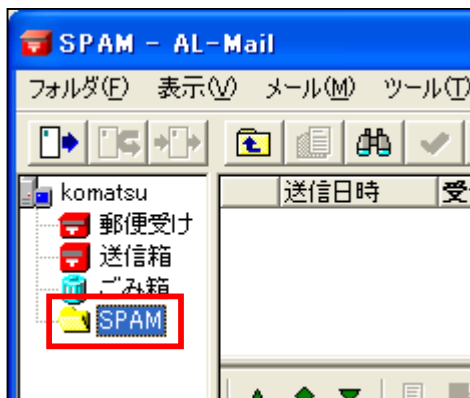 SPAM - AL-Mail
フォルダ(F) 表示(V) メール(M) ツール(T)
komatsu
送信日時
郵便受け
送信箱
ごみ箱
SPAM